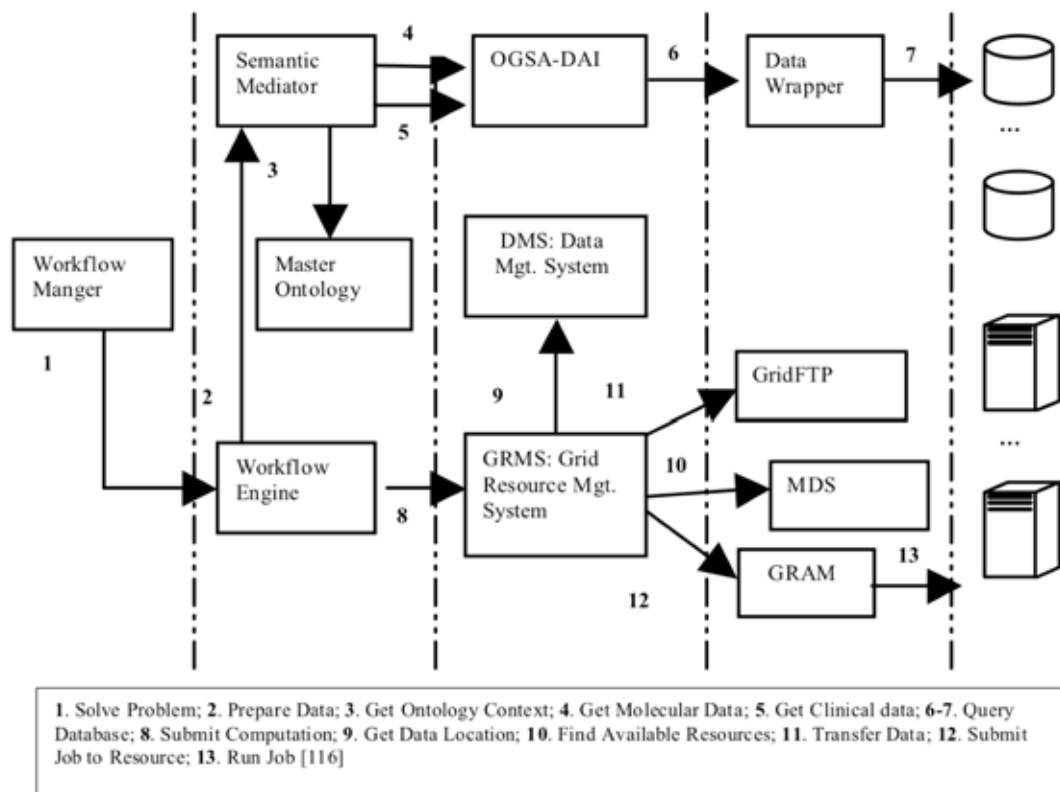 4
Semantic
Mediator
OGSA-DAI
6
Data
Wrapper
7
5
...
3
Workflow
Manger
Master
Ontology
DMS: Data
Mgt. System
1
2
9
11
GridFTP
Workflow
Engine
8
GRMS: Grid
Resource Mgt.
System
10
MDS
...
12
GRAM
13
1. Solve Problem; 2. Prepare Data; 3. Get Ontology Context; 4. Get Molecular Data; 5. Get Clinical data; 6-7. Query
Database; 8. Submit Computation; 9. Get Data Location; 10. Find Available Resources; 11. Transfer Data; 12. Submit
Job to Resource; 13. Run Job [116]